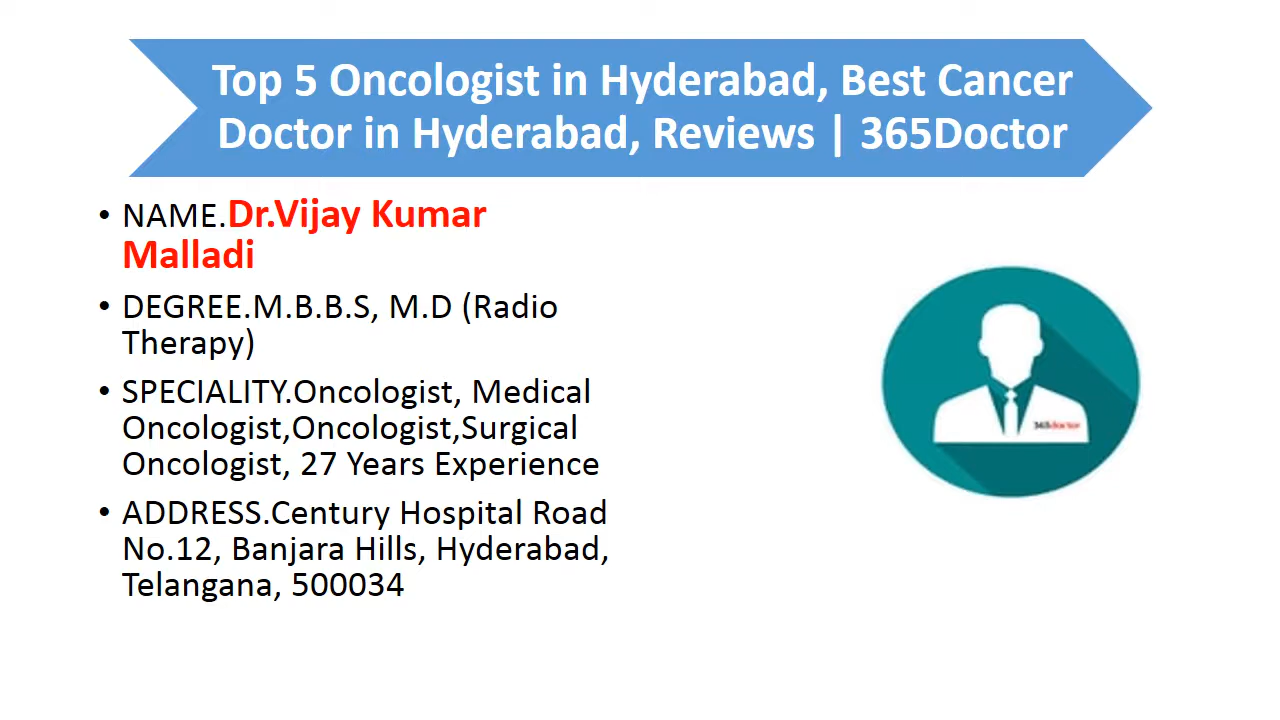 Top 5 Oncologist in Hyderabad, Best Cancer
Doctor in Hyderabad, Reviews | 365Doctor
• NAME.Dr.Vijay Kumar
Malladi
• DEGREE.M.B.B.S, M.D (Radio
Therapy)
• SPECIALITY.Oncologist, Medical
Oncologist,Oncologist,Surgical
Oncologist, 27 Years Experience
• ADDRESS.Century Hospital Road
No.12, Banjara Hills, Hyderabad,
Telangana, 500034
365doctor